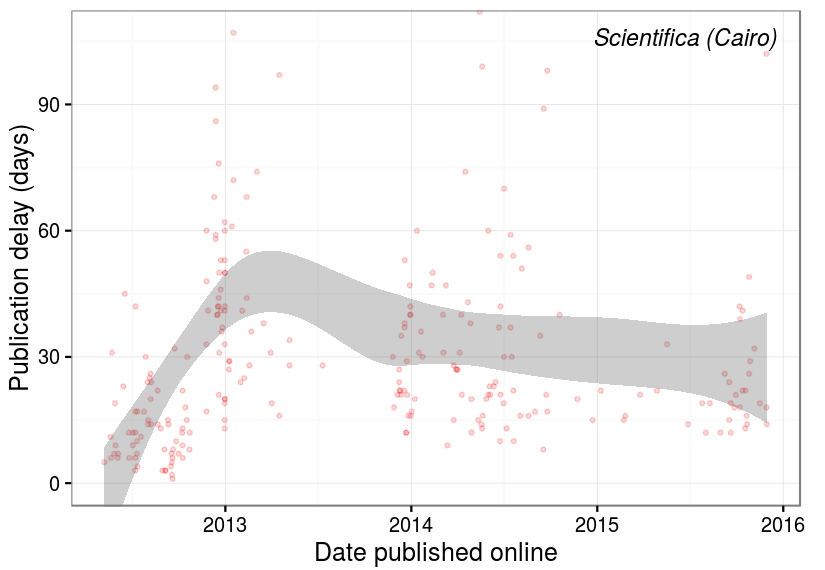 Scientifica (Cairo)
Publication delay (days)
90
60
30
0
2013 2014 2015 2016
Date published online